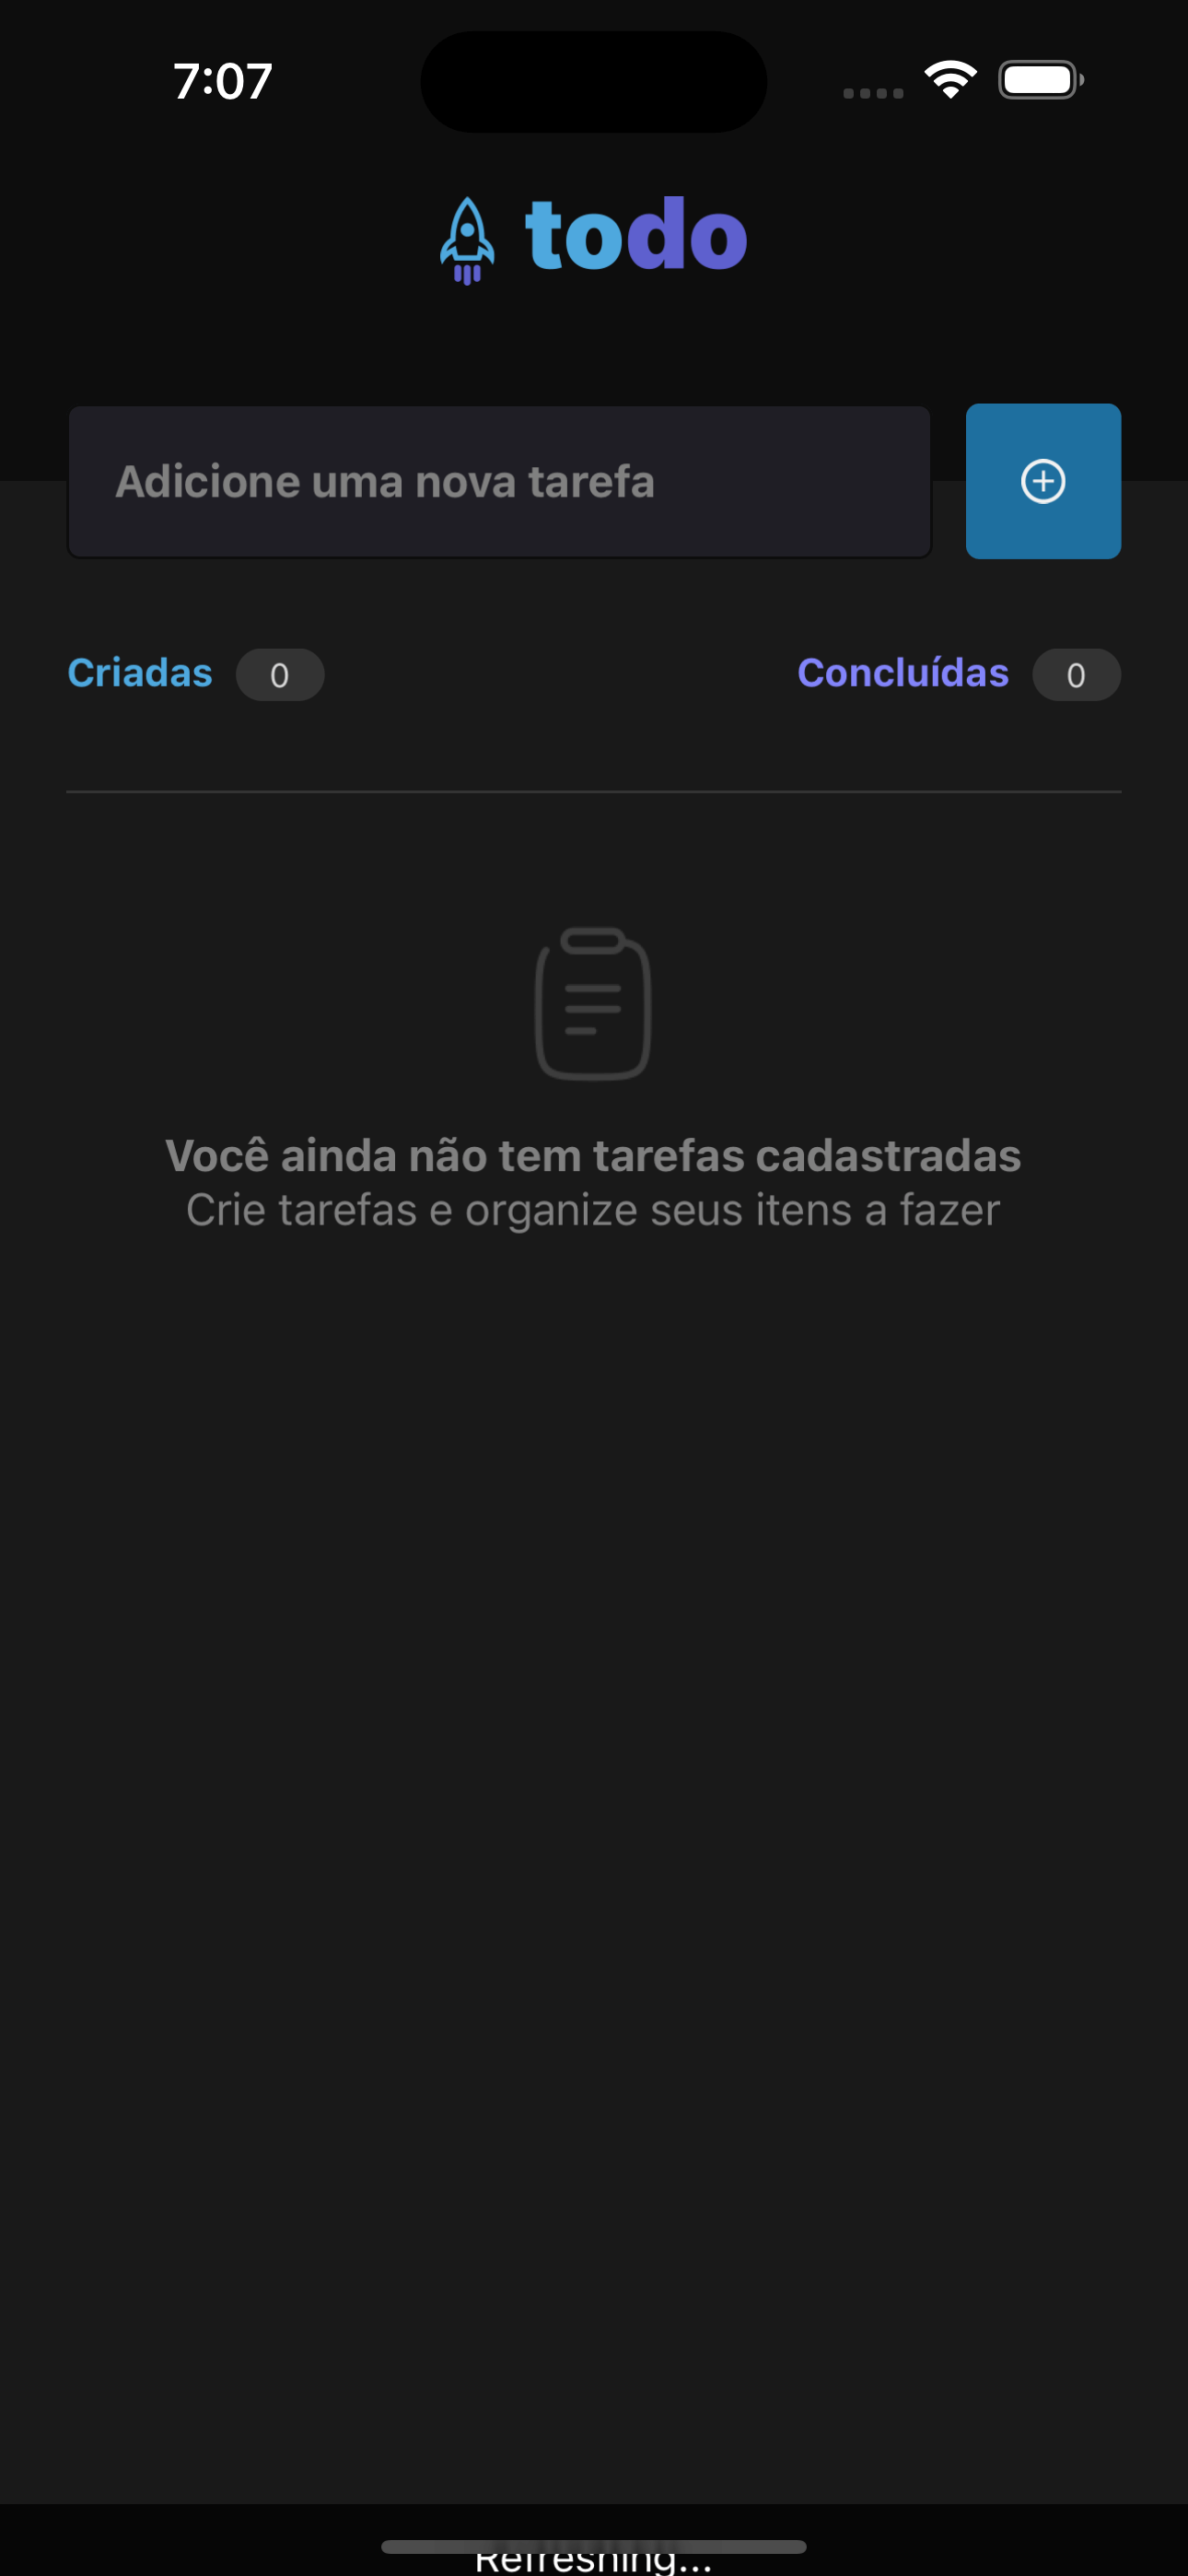 7:07
todo
Adicione uma nova tarefa
Criadas 0 Concluídas 0
Você ainda não tem tarefas cadastradas
Crie tarefas e organize seus itens a fazer
Refreshing...